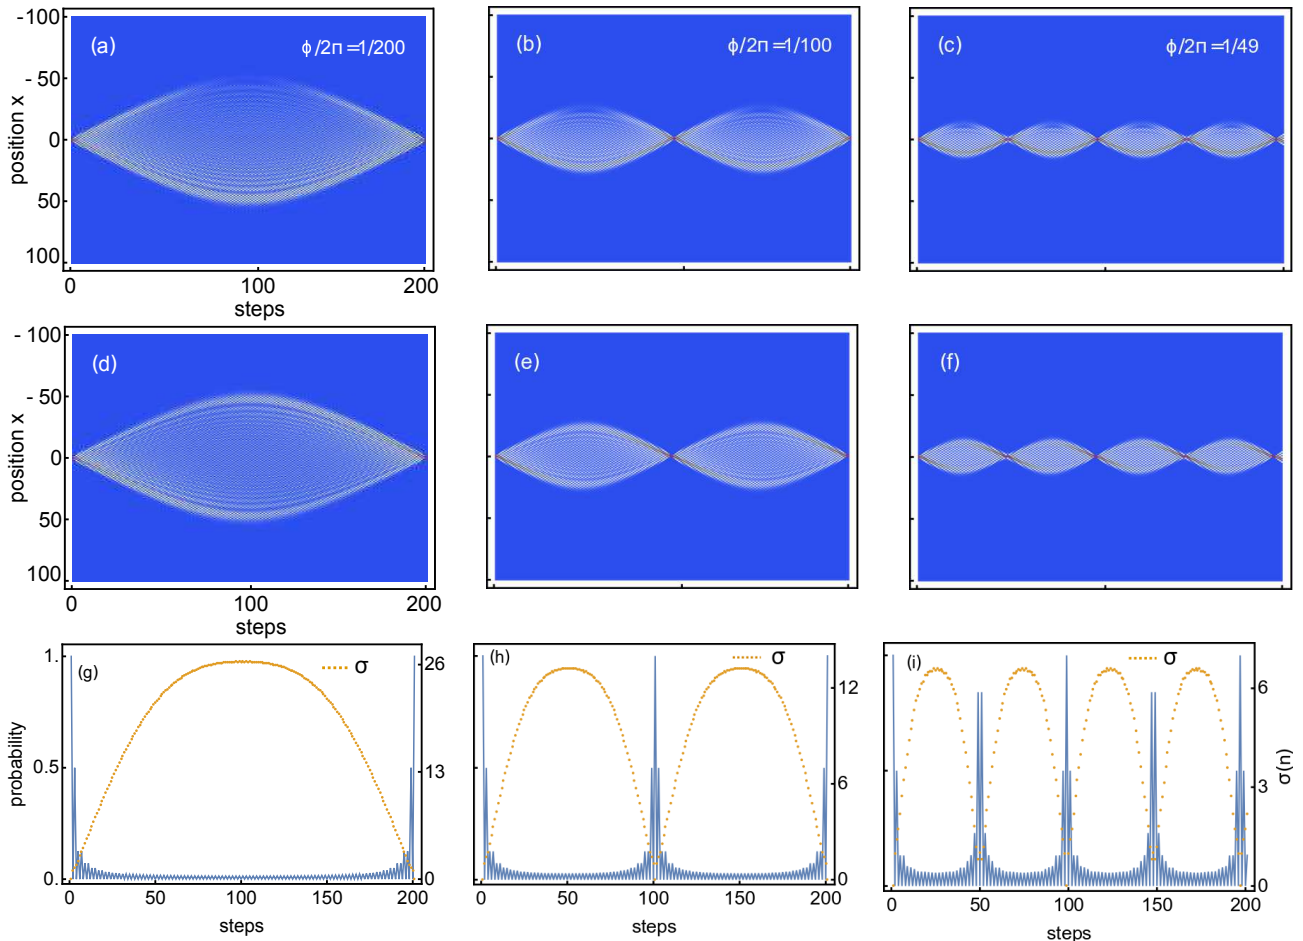 (a) ϕ/2π=1/200
(b) ϕ/2π=1/100
(c) ϕ/2π=1/49
position x
- 100
- 50
0
50
100
0 100 200
steps
(d)
(e)
(f)
position x
- 100
- 50
0
50
100
0 100 200
steps
(g) σ
probability
1.
0.5
0.
26
13
0
0 50 100 150 200
steps
(h) σ
12
6
0
0 50 100 150 200
steps
(i) σ
6
3
0
σ(n)
0 50 100 150 200
steps